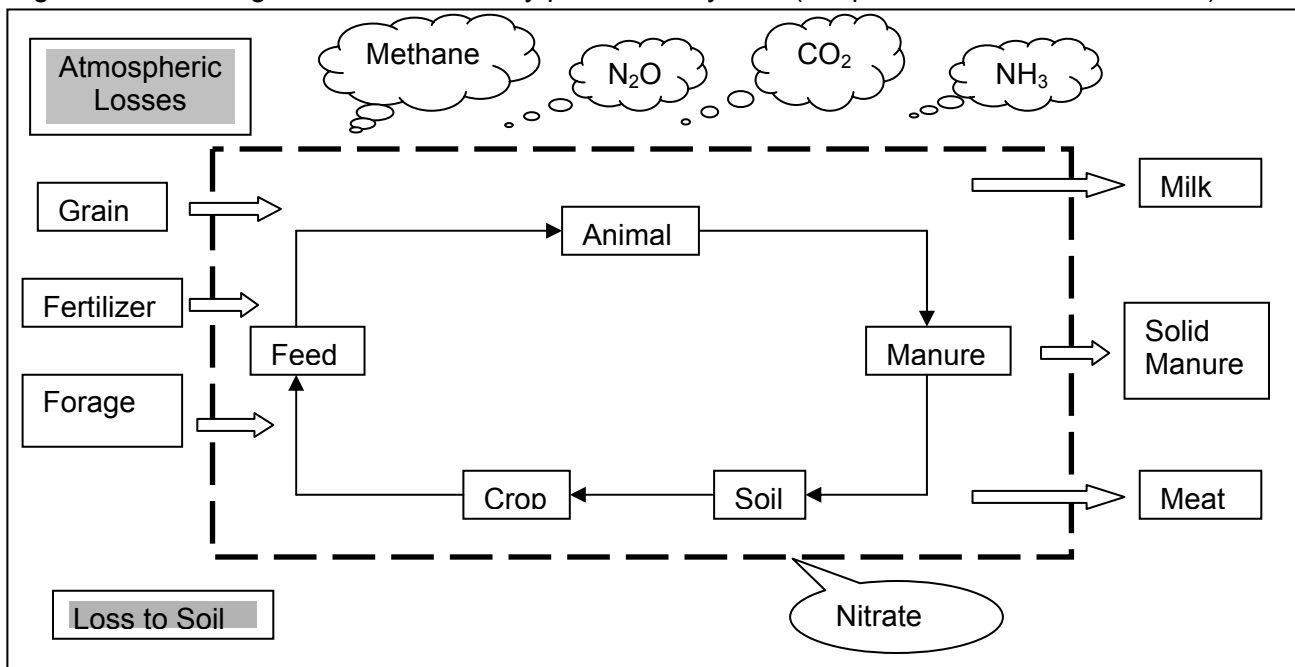 Atmospheric
Losses
Methane
N₂O
CO₂
NH₃
Grain
Milk
Animal
Fertilizer
Feed
Manure
Solid
Manure
Forage
Crop
Soil
Meat
Nitrate
Loss to Soil